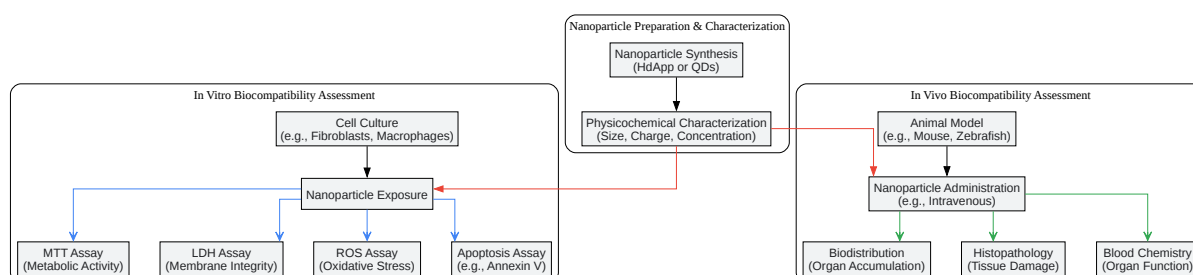 Nanoparticle Preparation & Characterization
Nanoparticle Synthesis
(HdApp or QDs)
Physicochemical Characterization
(Size, Charge, Concentration)
In Vitro Biocompatibility Assessment
Cell Culture
(e.g., Fibroblasts, Macrophages)
Nanoparticle Exposure
MTT Assay
(Metabolic Activity)
LDH Assay
(Membrane Integrity)
ROS Assay
(Oxidative Stress)
Apoptosis Assay
(e.g., Annexin V)
In Vivo Biocompatibility Assessment
Animal Model
(e.g., Mouse, Zebrafish)
Nanoparticle Administration
(e.g., Intravenous)
Biodistribution
(Organ Accumulation)
Histopathology
(Tissue Damage)
Blood Chemistry
(Organ Function)